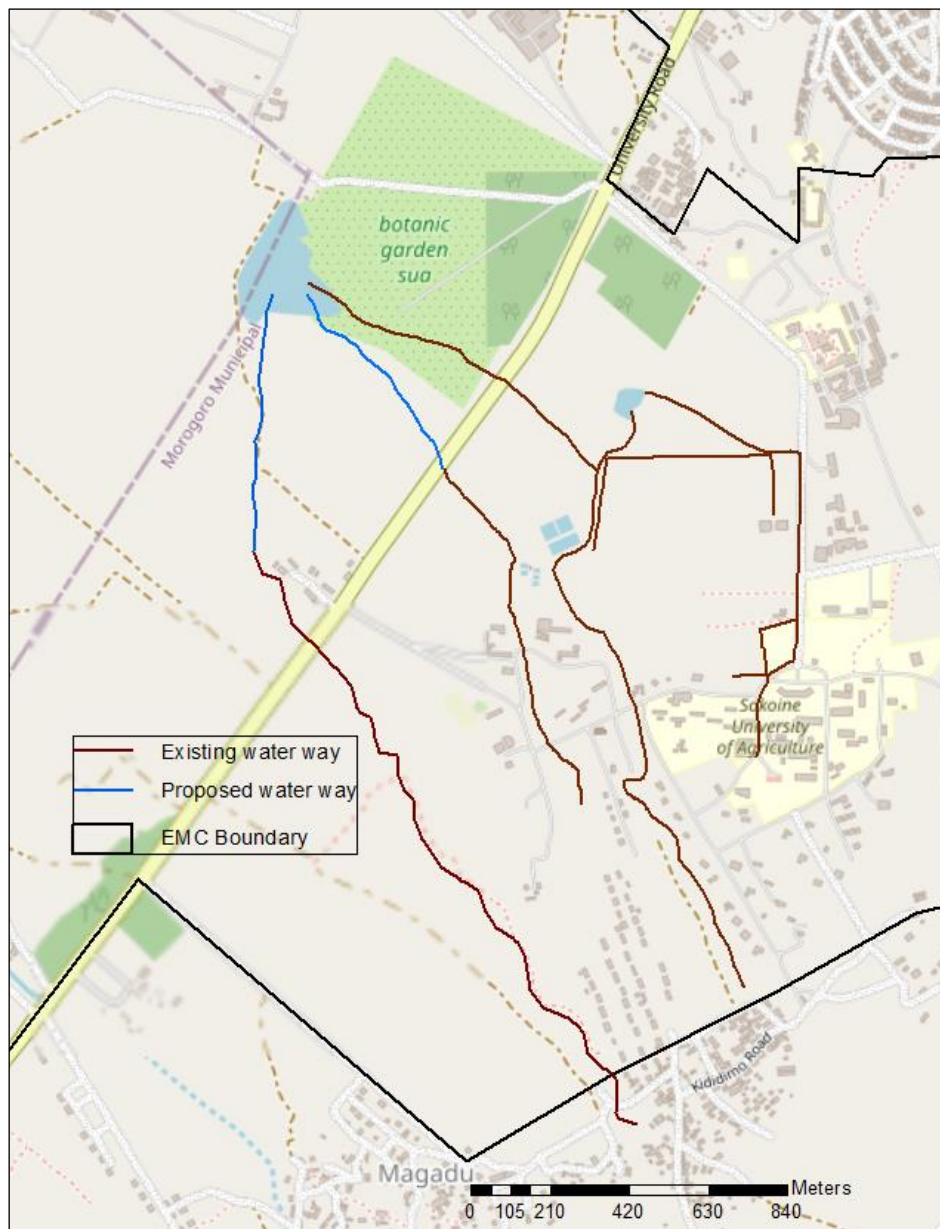 University Road
botanic
garden
sua
Morogoro Municipal
Sokoine
University
of Agriculture
Existing water way
Proposed water way
EMC Boundary
Kididimo Road
Magadu
Meters
0 105 210 420 630 840